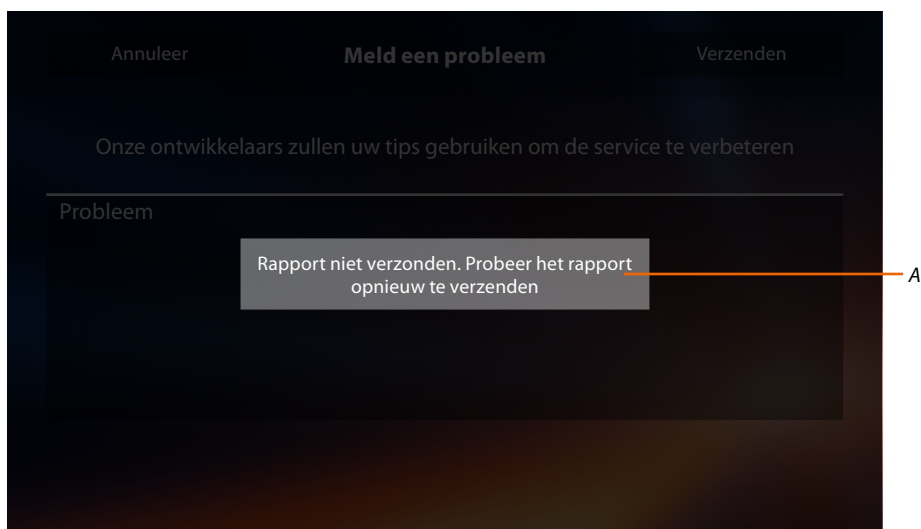 Annuleer
Meld een probleem
Verzenden
Onze ontwikkelaars zullen uw tips gebruiken om de service te verbeteren
Probleem
Rapport niet verzonden. Probeer het rapport
opnieuw te verzenden
A